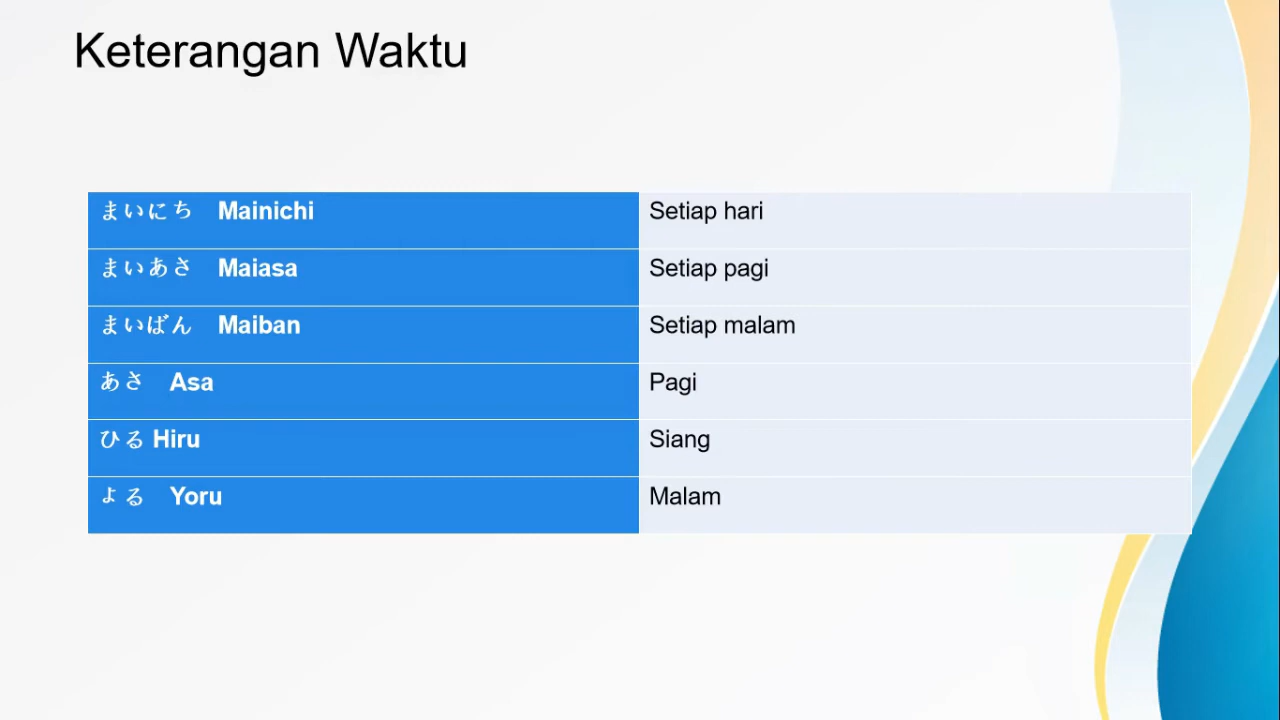 Keterangan Waktu
まいにち　Mainichi	Setiap hari
まいあさ　Maiasa	Setiap pagi
まいばん　Maiban	Setiap malam
あさ　Asa	Pagi
ひる Hiru	Siang
よる　Yoru	Malam